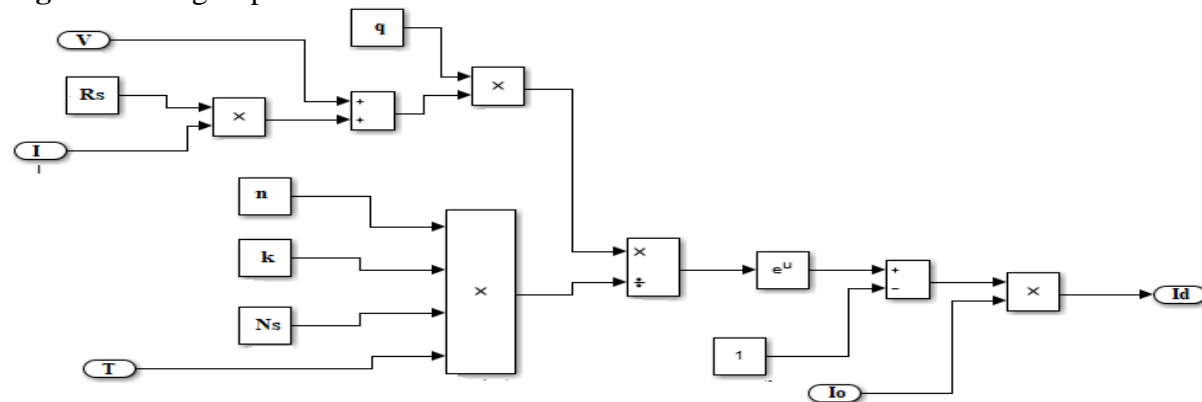 q
V
+
Rs
×
+
×
I
I
n
k
×
×
÷
e^u
+
−
×
Id
Ns
1
T
Io